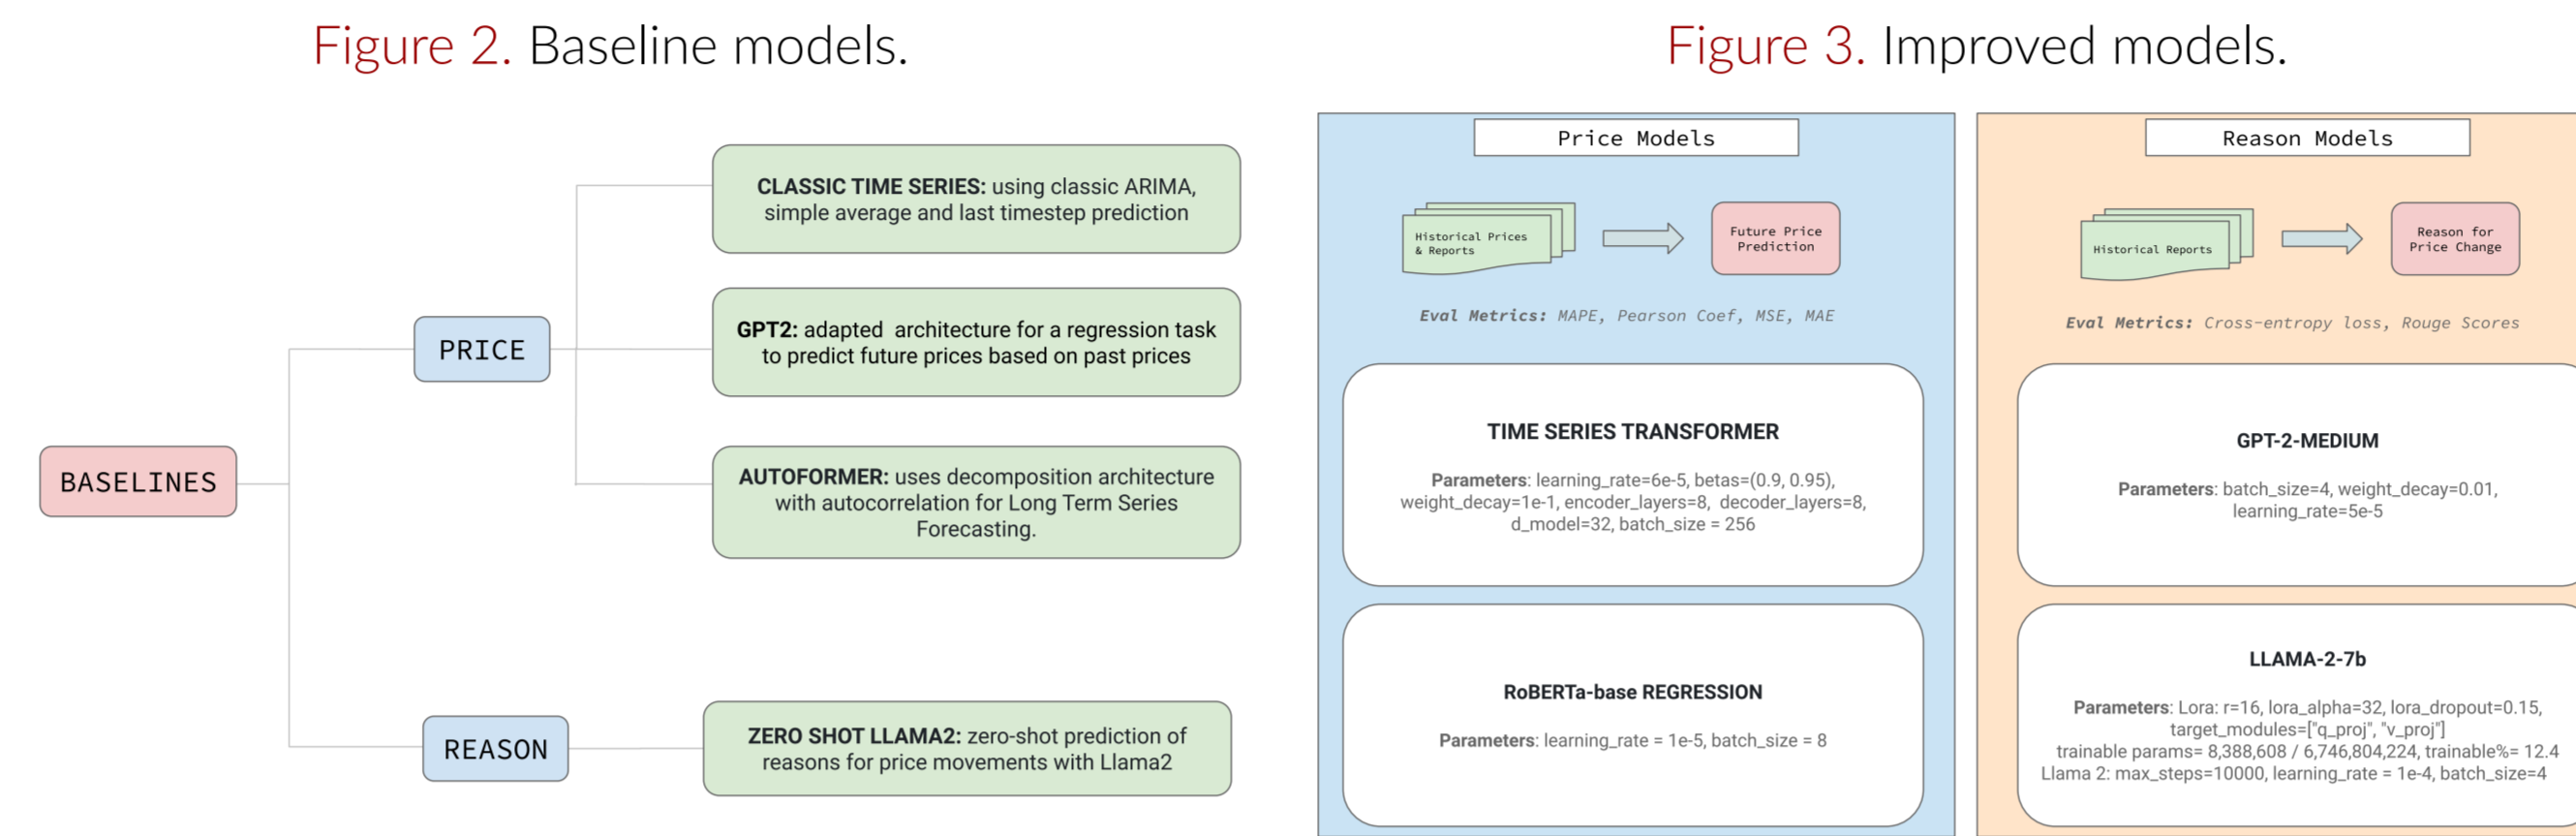 Figure 2. Baseline models.
BASELINES
PRICE
CLASSIC TIME SERIES: using classic ARIMA,
simple average and last timestep prediction
GPT2: adapted architecture for a regression task
to predict future prices based on past prices
AUTOFORMER: uses decomposition architecture
with autocorrelation for Long Term Series
Forecasting.
REASON
ZERO SHOT LLAMA2: zero-shot prediction of
reasons for price movements with Llama2
Figure 3. Improved models.
Price Models
Historical Prices
& Reports
Future Price
Prediction
Eval Metrics: MAPE, Pearson Coef, MSE, MAE
TIME SERIES TRANSFORMER
Parameters: learning_rate=6e-5, betas=(0.9, 0.95),
weight_decay=1e-1, encoder_layers=8, decoder_layers=8,
d_model=32, batch_size = 256
RoBERTa-base REGRESSION
Parameters: learning_rate = 1e-5, batch_size = 8
Reason Models
Historical Reports
Reason for
Price Change
Eval Metrics: Cross-entropy loss, Rouge Scores
GPT-2-MEDIUM
Parameters: batch_size=4, weight_decay=0.01,
learning_rate=5e-5
LLAMA-2-7b
Parameters: Lora: r=16, lora_alpha=32, lora_dropout=0.15,
target_modules=["q_proj", "v_proj"]
trainable params= 8,388,608 / 6,746,804,224, trainable%= 12.4
Llama 2: max_steps=10000, learning_rate = 1e-4, batch_size=4